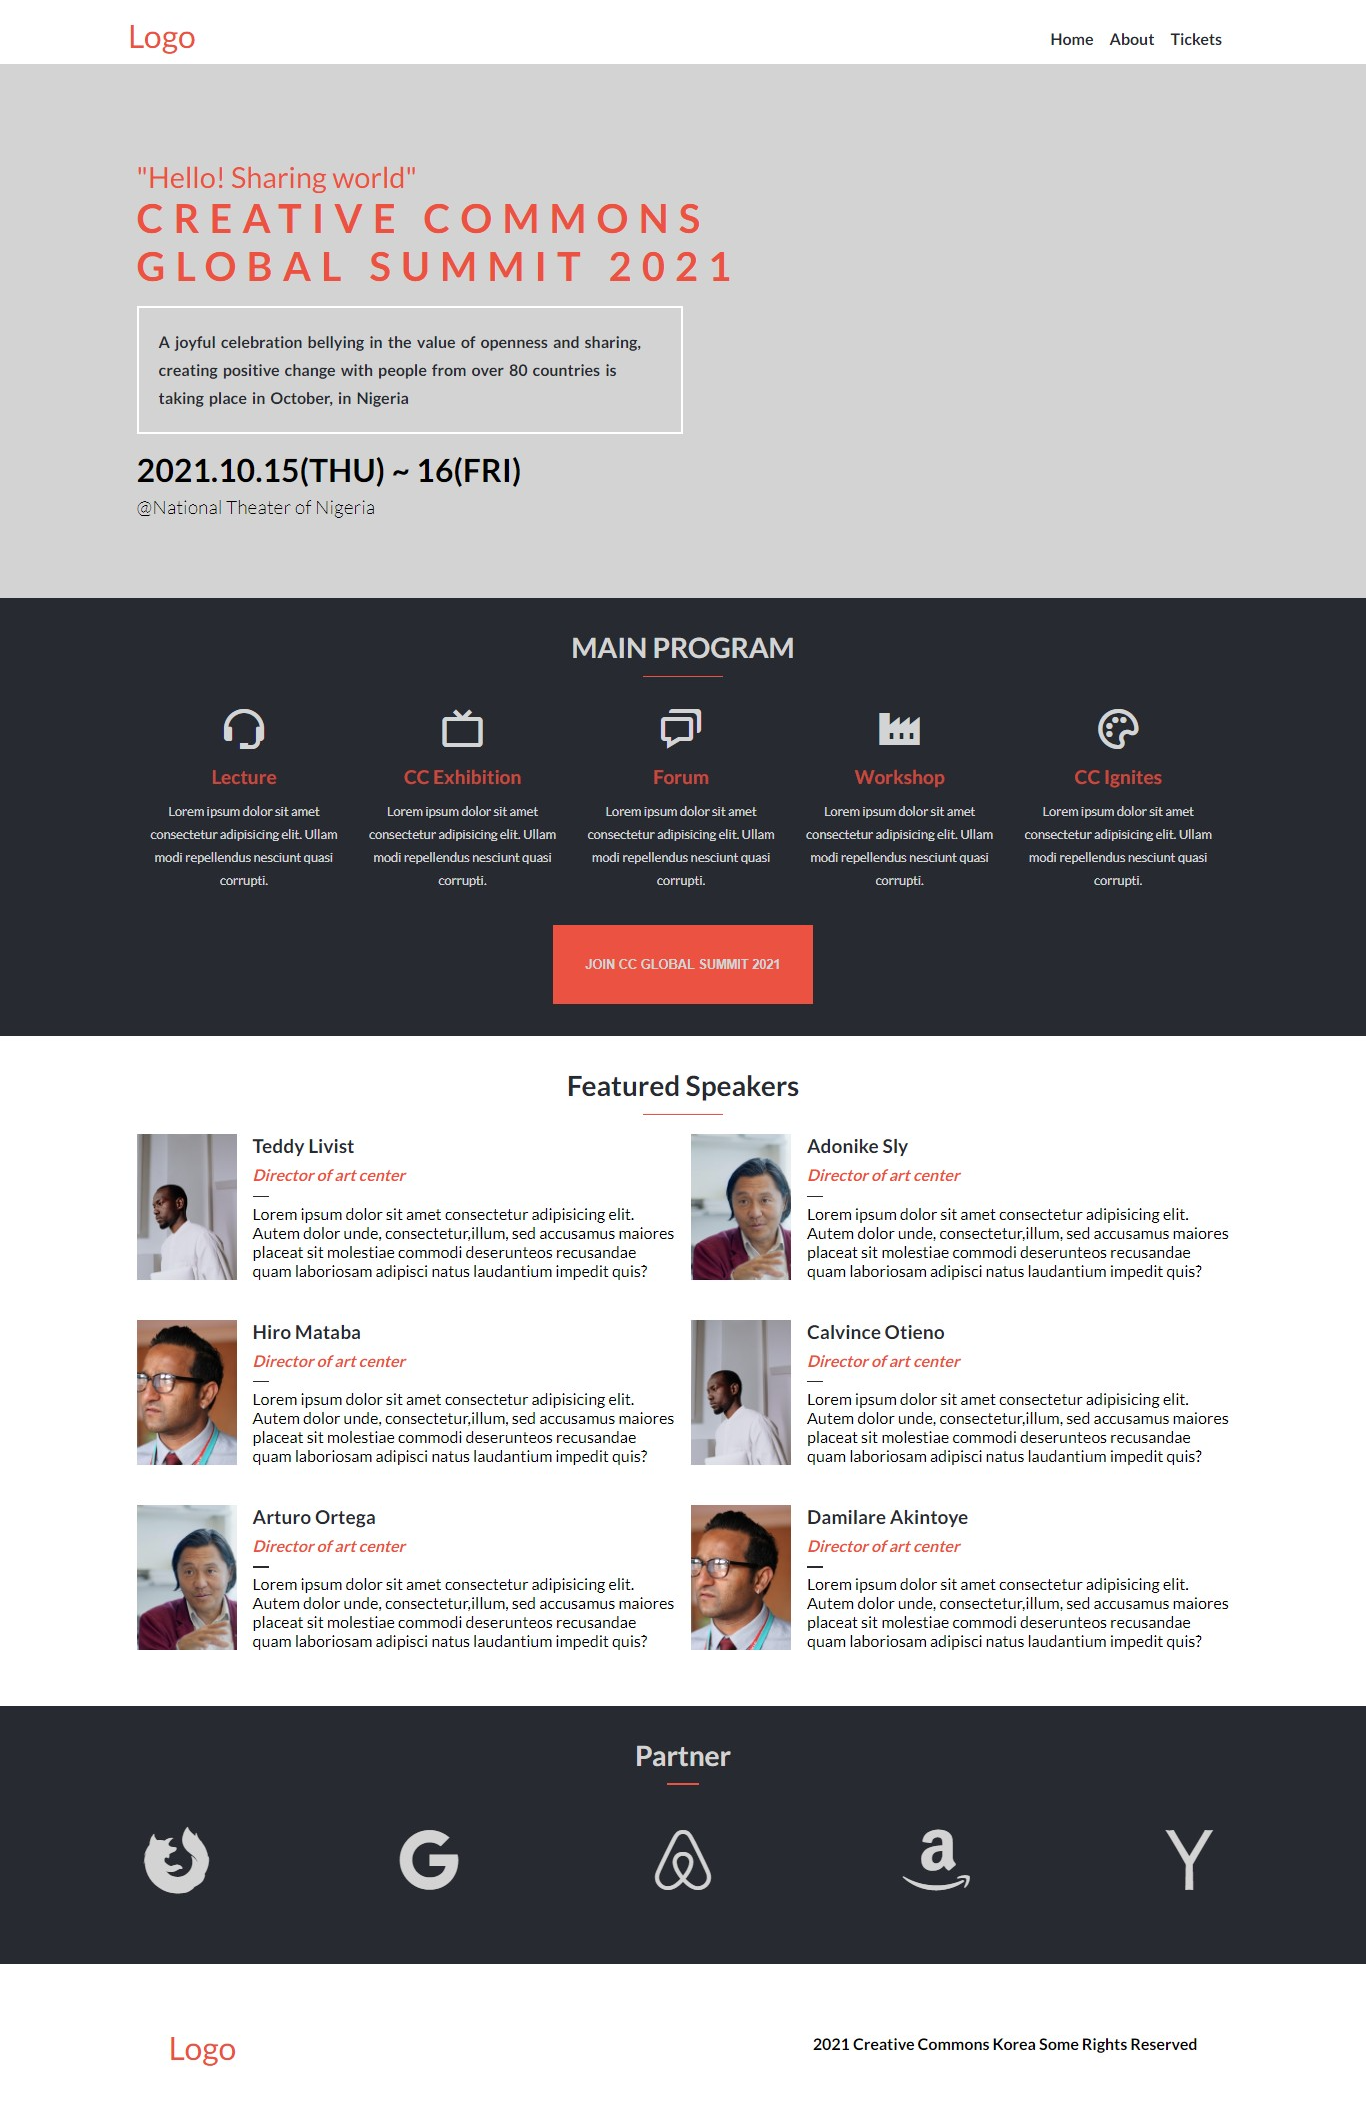 Logo
Home About Tickets
"Hello! Sharing world"
CREATIVE COMMONS
GLOBAL SUMMIT 2021
A joyful celebration bellying in the value of openness and sharing,
creating positive change with people from over 80 countries is
taking place in October, in Nigeria
2021.10.15(THU) ~ 16(FRI)
@National Theater of Nigeria
MAIN PROGRAM
Lecture
Lorem ipsum dolor sit amet
consectetur adipisicing elit. Ullam
modi repellendus nesciunt quasi
corrupti.
CC Exhibition
Lorem ipsum dolor sit amet
consectetur adipisicing elit. Ullam
modi repellendus nesciunt quasi
corrupti.
Forum
Lorem ipsum dolor sit amet
consectetur adipisicing elit. Ullam
modi repellendus nesciunt quasi
corrupti.
Workshop
Lorem ipsum dolor sit amet
consectetur adipisicing elit. Ullam
modi repellendus nesciunt quasi
corrupti.
CC Ignites
Lorem ipsum dolor sit amet
consectetur adipisicing elit. Ullam
modi repellendus nesciunt quasi
corrupti.
JOIN CC GLOBAL SUMMIT 2021
Featured Speakers
Teddy Livist
Director of art center
Lorem ipsum dolor sit amet consectetur adipisicing elit.
Autem dolor unde, consectetur,illum, sed accusamus maiores
placeat sit molestiae commodi deserunteos recusandae
quam laboriosam adipisci natus laudantium impedit quis?
Adonike Sly
Director of art center
Lorem ipsum dolor sit amet consectetur adipisicing elit.
Autem dolor unde, consectetur,illum, sed accusamus maiores
placeat sit molestiae commodi deserunteos recusandae
quam laboriosam adipisci natus laudantium impedit quis?
Hiro Mataba
Director of art center
Lorem ipsum dolor sit amet consectetur adipisicing elit.
Autem dolor unde, consectetur,illum, sed accusamus maiores
placeat sit molestiae commodi deserunteos recusandae
quam laboriosam adipisci natus laudantium impedit quis?
Calvince Otieno
Director of art center
Lorem ipsum dolor sit amet consectetur adipisicing elit.
Autem dolor unde, consectetur,illum, sed accusamus maiores
placeat sit molestiae commodi deserunteos recusandae
quam laboriosam adipisci natus laudantium impedit quis?
Arturo Ortega
Director of art center
Lorem ipsum dolor sit amet consectetur adipisicing elit.
Autem dolor unde, consectetur,illum, sed accusamus maiores
placeat sit molestiae commodi deserunteos recusandae
quam laboriosam adipisci natus laudantium impedit quis?
Damilare Akintoye
Director of art center
Lorem ipsum dolor sit amet consectetur adipisicing elit.
Autem dolor unde, consectetur,illum, sed accusamus maiores
placeat sit molestiae commodi deserunteos recusandae
quam laboriosam adipisci natus laudantium impedit quis?
Partner
Logo
2021 Creative Commons Korea Some Rights Reserved